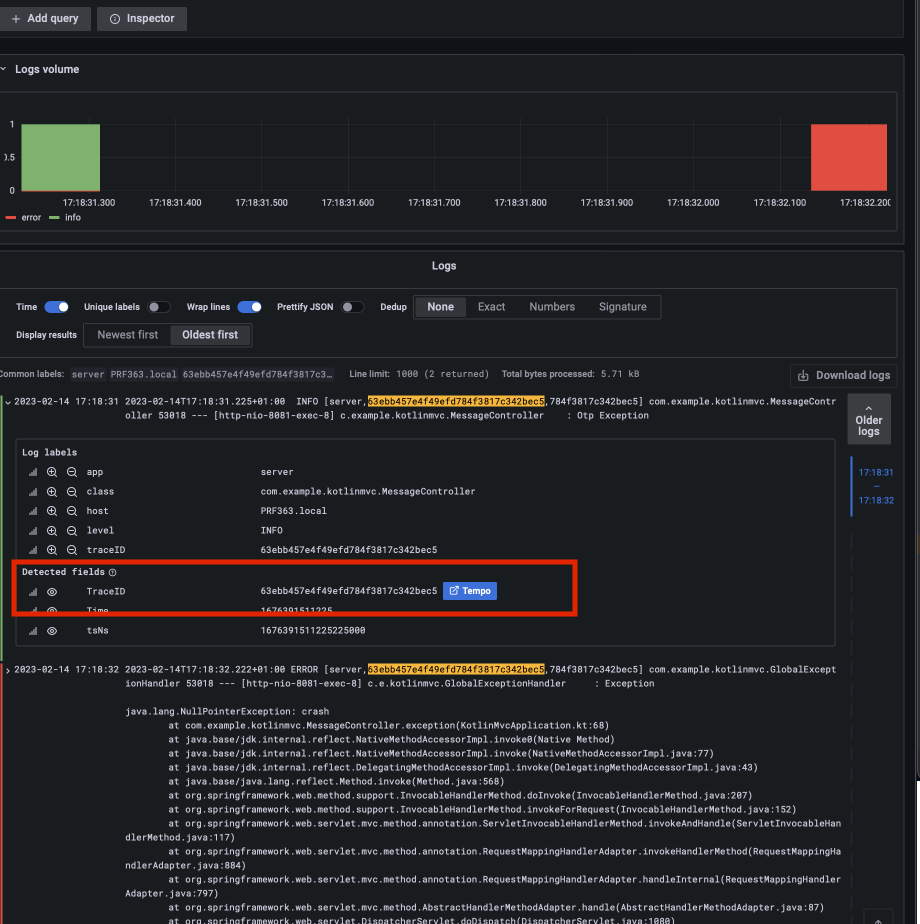 + Add query
Inspector
Logs volume
1
0.5
0
17:18:31.300 17:18:31.400 17:18:31.500 17:18:31.600 17:18:31.700 17:18:31.800 17:18:31.900 17:18:32.000 17:18:32.100 17:18:32.200
error info
Logs
Time Unique labels Wrap lines Prettify JSON Dedup None Exact Numbers Signature
Display results Newest first Oldest first
Common labels: server PRF363.local 63ebb457e4f49efd784f3817c3… Line limit: 1000 (2 returned) Total bytes processed: 5.71 kB
Download logs
2023-02-14 17:18:31 2023-02-14T17:18:31.225+01:00 INFO [server,63ebb457e4f49efd784f3817c342bec5,784f3817c342bec5] com.example.kotlinmvc.MessageContr
oller 53018 --- [http-nio-8081-exec-8] c.example.kotlinmvc.MessageController : Otp Exception
Older
logs
17:18:31
—
17:18:32
Log labels
app server
class com.example.kotlinmvc.MessageController
host PRF363.local
level INFO
traceID 63ebb457e4f49efd784f3817c342bec5
Detected fields
TraceID 63ebb457e4f49efd784f3817c342bec5 Tempo
Time 1676391511225
tsNs 1676391511225225000
2023-02-14 17:18:32 2023-02-14T17:18:32.222+01:00 ERROR [server,63ebb457e4f49efd784f3817c342bec5,784f3817c342bec5] com.example.kotlinmvc.GlobalExcept
ionHandler 53018 --- [http-nio-8081-exec-8] c.e.kotlinmvc.GlobalExceptionHandler : Exception
java.lang.NullPointerException: crash
at com.example.kotlinmvc.MessageController.exception(KotlinMvcApplication.kt:68)
at java.base/jdk.internal.reflect.NativeMethodAccessorImpl.invoke0(Native Method)
at java.base/jdk.internal.reflect.NativeMethodAccessorImpl.invoke(NativeMethodAccessorImpl.java:77)
at java.base/jdk.internal.reflect.DelegatingMethodAccessorImpl.invoke(DelegatingMethodAccessorImpl.java:43)
at java.base/java.lang.reflect.Method.invoke(Method.java:568)
at org.springframework.web.method.support.InvocableHandlerMethod.doInvoke(InvocableHandlerMethod.java:207)
at org.springframework.web.method.support.InvocableHandlerMethod.invokeForRequest(InvocableHandlerMethod.java:152)
at org.springframework.web.servlet.mvc.method.annotation.ServletInvocableHandlerMethod.invokeAndHandle(ServletInvocableHan
dlerMethod.java:117)
at org.springframework.web.servlet.mvc.method.annotation.RequestMappingHandlerAdapter.invokeHandlerMethod(RequestMappingHa
ndlerAdapter.java:884)
at org.springframework.web.servlet.mvc.method.annotation.RequestMappingHandlerAdapter.handleInternal(RequestMappingHandler
Adapter.java:797)
at org.springframework.web.servlet.mvc.method.AbstractHandlerMethodAdapter.handle(AbstractHandlerMethodAdapter.java:87)
at org.springframework.web.servlet.DispatcherServlet.doDispatch(DispatcherServlet.java:1080)